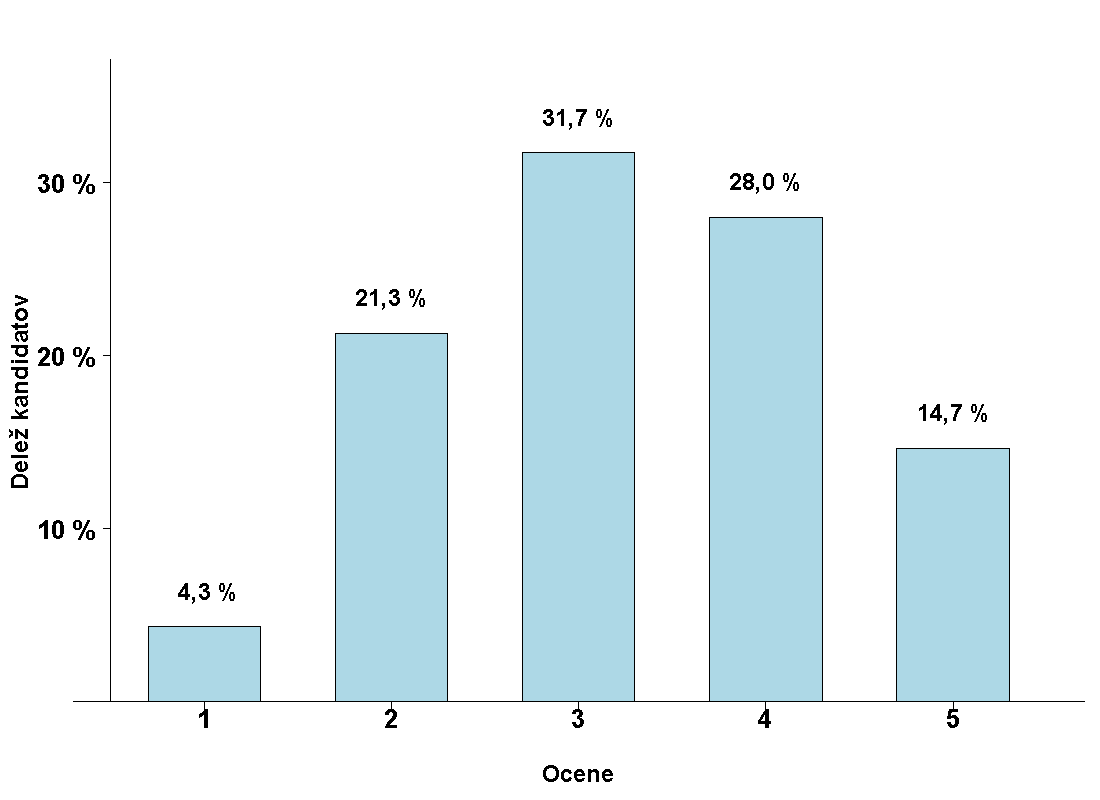 31,7 %
30 %
28,0 %
21,3 %
20 %
14,7 %
10 %
4,3 %
Delež kandidatov
1 2 3 4 5
Ocene